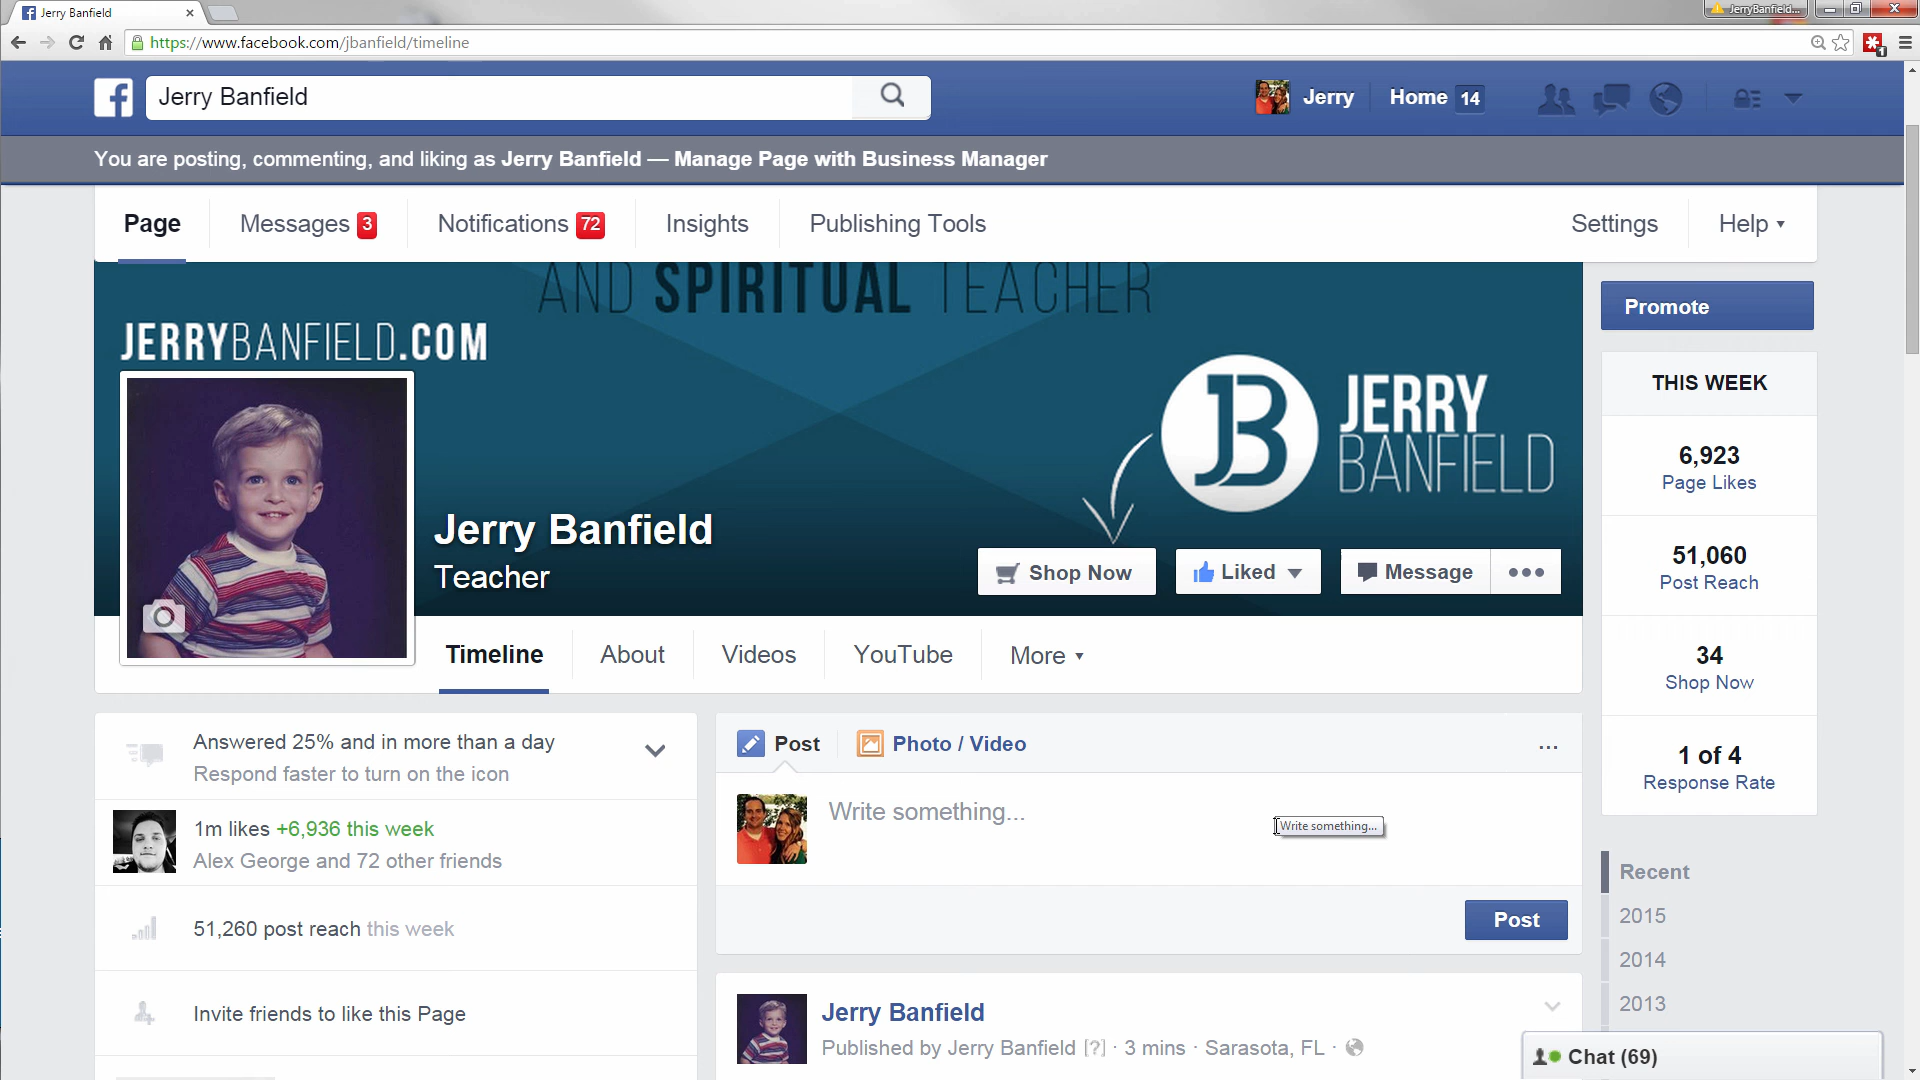 Jerry Banfield
JerryBanfield...
https://www.facebook.com/jbanfield/timeline
1
Jerry Banfield
Jerry
Home 14
You are posting, commenting, and liking as Jerry Banfield — Manage Page with Business Manager
Page
Messages 3
Notifications 72
Insights
Publishing Tools
Settings
Help
AND SPIRITUAL TEACHER
JERRYBANFIELD.COM
JB
JERRY
BANFIELD
Jerry Banfield
Teacher
Shop Now
Liked
Message
Promote
THIS WEEK
6,923
Page Likes
51,060
Post Reach
34
Shop Now
1 of 4
Response Rate
Timeline
About
Videos
YouTube
More
Answered 25% and in more than a day
Respond faster to turn on the icon
1m likes +6,936 this week
Alex George and 72 other friends
51,260 post reach this week
Invite friends to like this Page
Post
Photo / Video
...
Write something...
Write something...
Post
Jerry Banfield
Published by Jerry Banfield [?] · 3 mins · Sarasota, FL ·
Recent
2015
2014
2013
Chat (69)